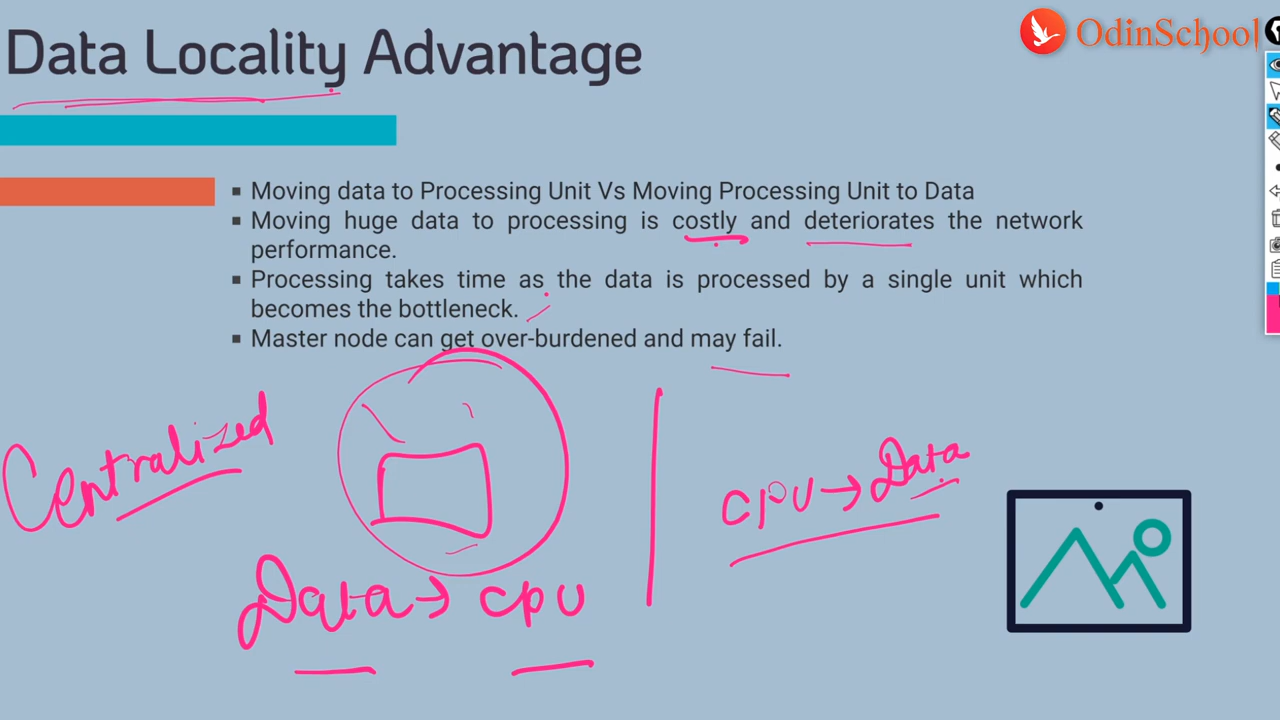 Data Locality Advantage
OdinSchool
▪ Moving data to Processing Unit Vs Moving Processing Unit to Data
▪ Moving huge data to processing is costly and deteriorates the network
performance.
▪ Processing takes time as the data is processed by a single unit which
becomes the bottleneck.
▪ Master node can get over-burdened and may fail.
Centralized
CPU → Data
Data → CPU